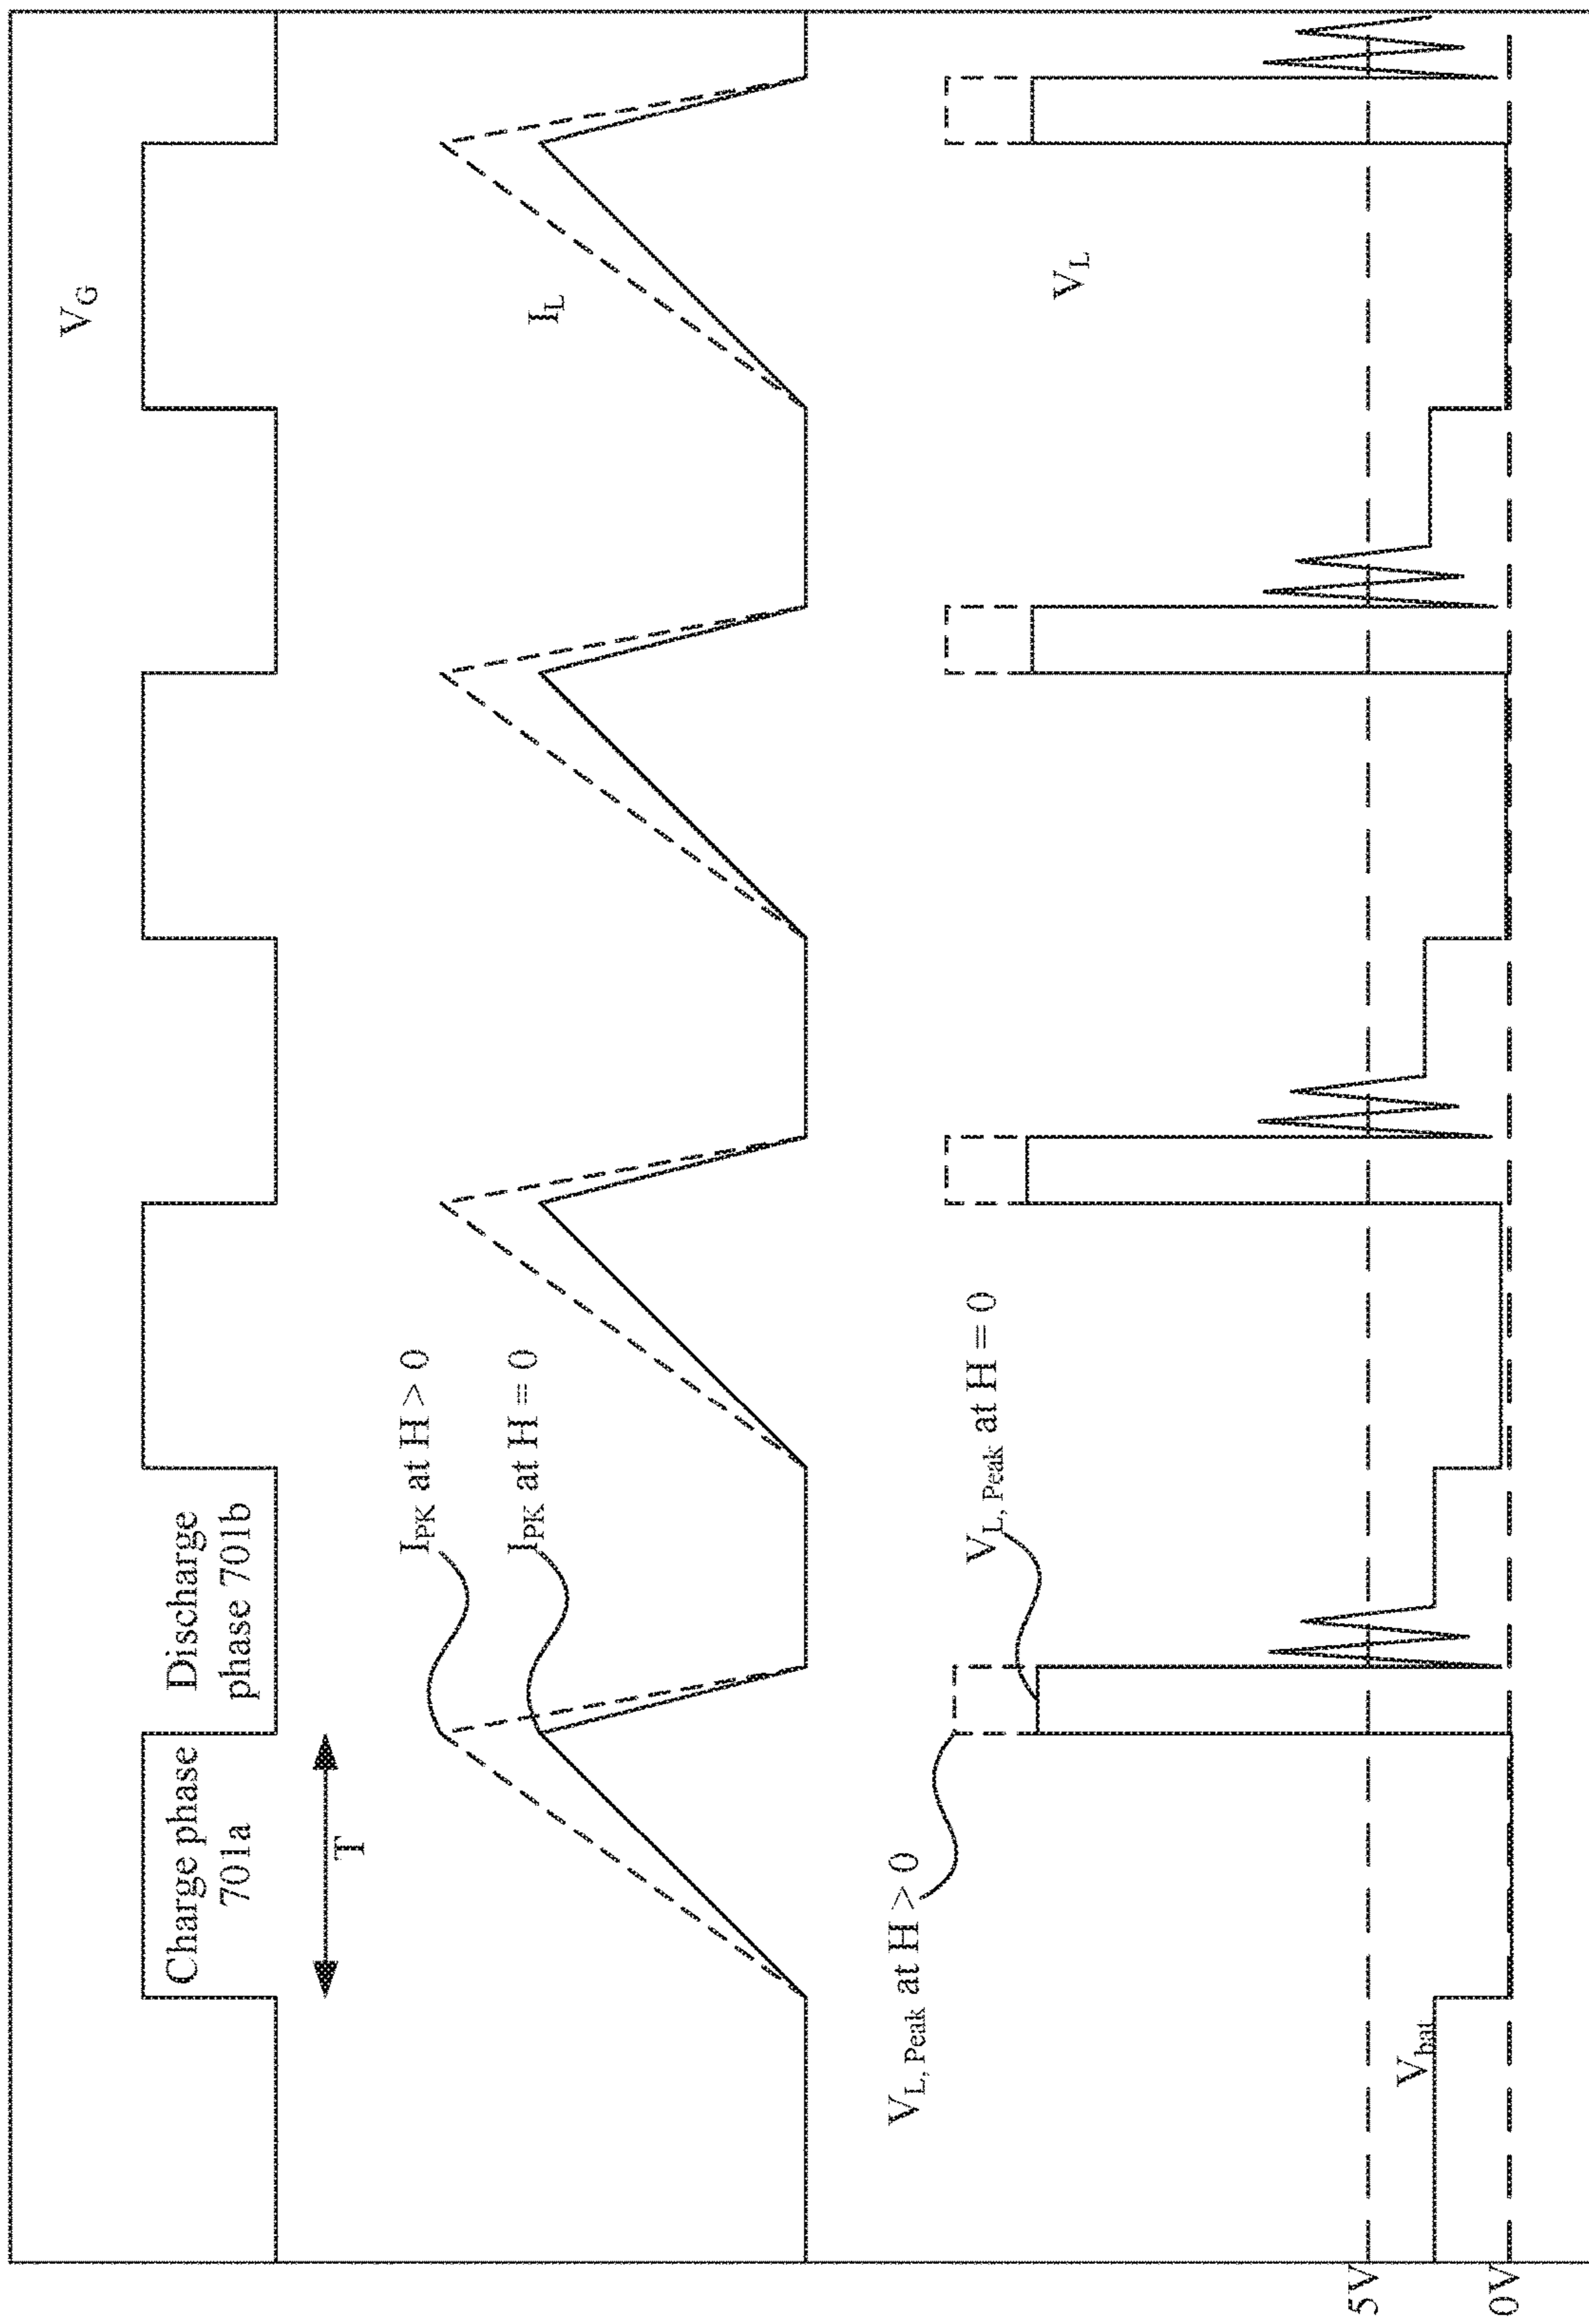 V_G
Charge phase
701a
Discharge
phase 701b
T
I_PK at H > 0
I_PK at H = 0
I_L
V_L, Peak at H > 0
V_L, Peak at H = 0
V_L
5V
V_bat
0V